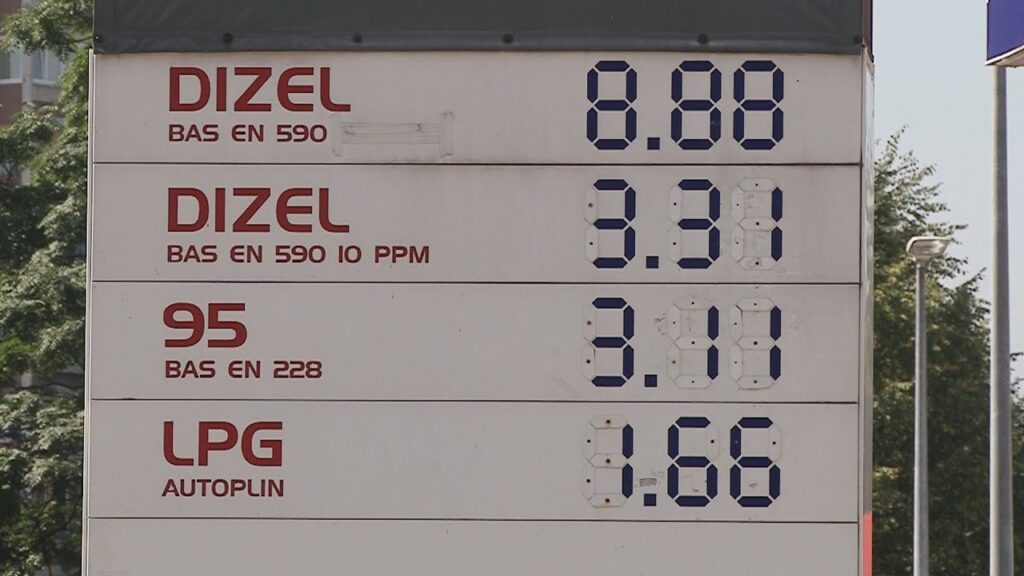 DIZEL 8.88
BAS EN 590
DIZEL 3.31
BAS EN 590 10 PPM
95 3.11
BAS EN 228
LPG 1.66
AUTOPLIN